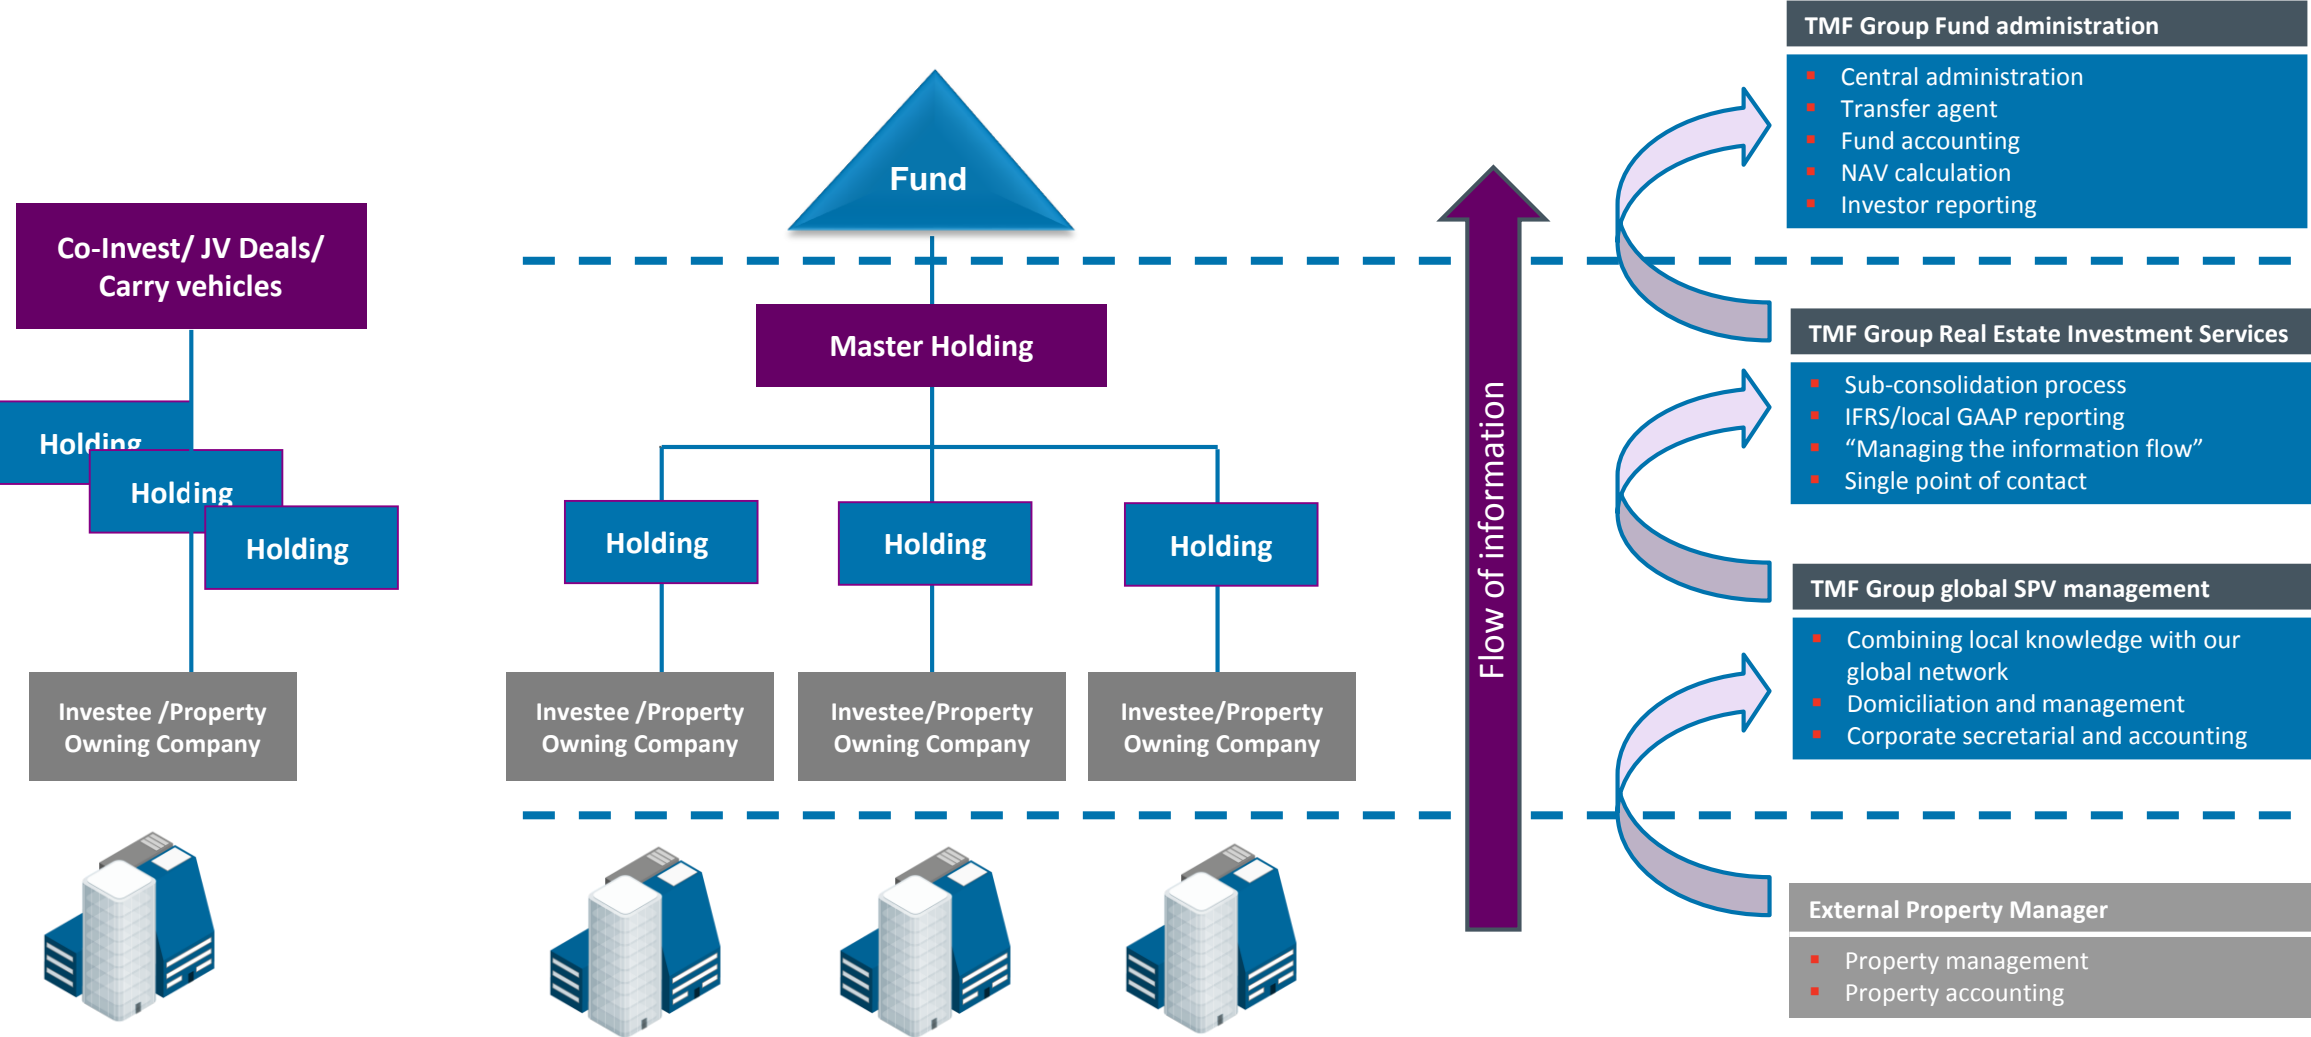 Co-Invest/ JV Deals/
Carry vehicles
Holding
Holding
Holding
Investee /Property
Owning Company
Fund
Master Holding
Holding
Holding
Holding
Investee /Property
Owning Company
Investee/Property
Owning Company
Investee/Property
Owning Company
Flow of information
TMF Group Fund administration
▪ Central administration
▪ Transfer agent
▪ Fund accounting
▪ NAV calculation
▪ Investor reporting
TMF Group Real Estate Investment Services
▪ Sub-consolidation process
▪ IFRS/local GAAP reporting
▪ “Managing the information flow”
▪ Single point of contact
TMF Group global SPV management
▪ Combining local knowledge with our
global network
▪ Domiciliation and management
▪ Corporate secretarial and accounting
External Property Manager
▪ Property management
▪ Property accounting